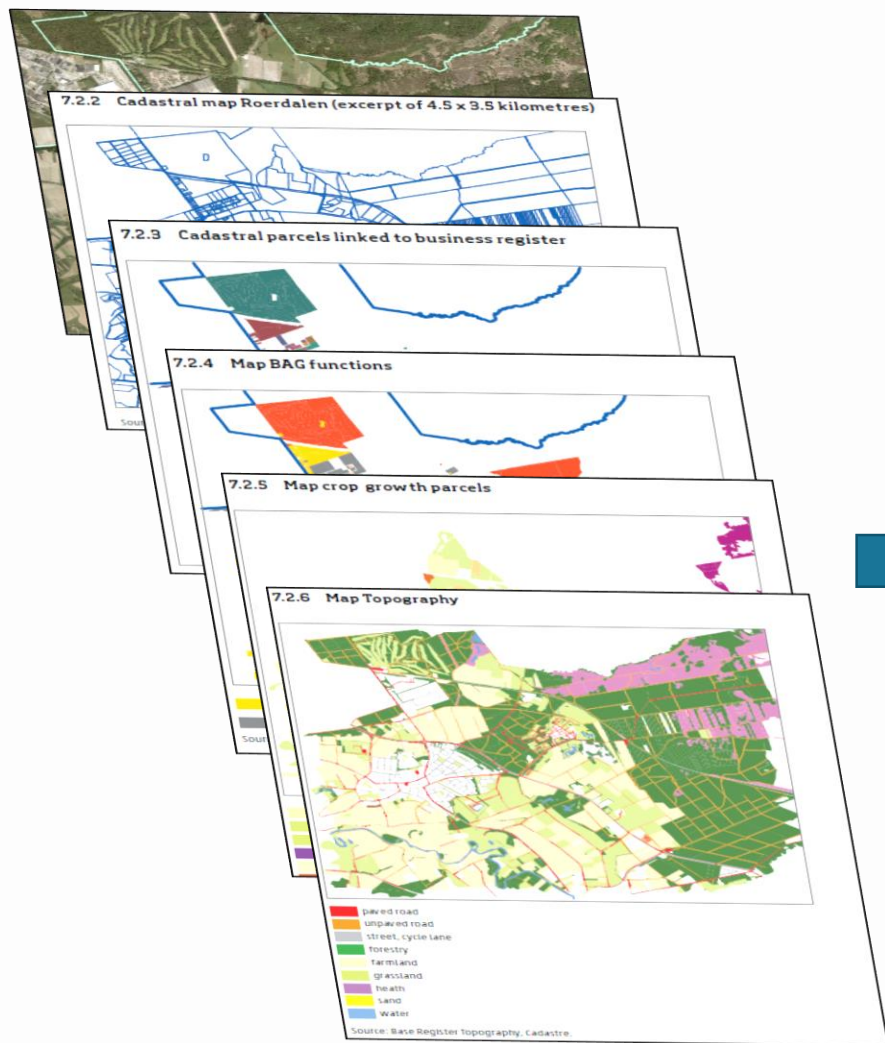 7.2.2 Cadastral map Roerdalen (excerpt of 4.5 x 3.5 kilometres)
7.2.3 Cadastral parcels linked to business register
7.2.4 Map BAG functions
7.2.5 Map crop growth parcels
7.2.6 Map Topography
paved road
unpaved road
street, cycle lane
forestry
farmland
grassland
heath
sand
water
Source: Base Register Topography, Cadastre.